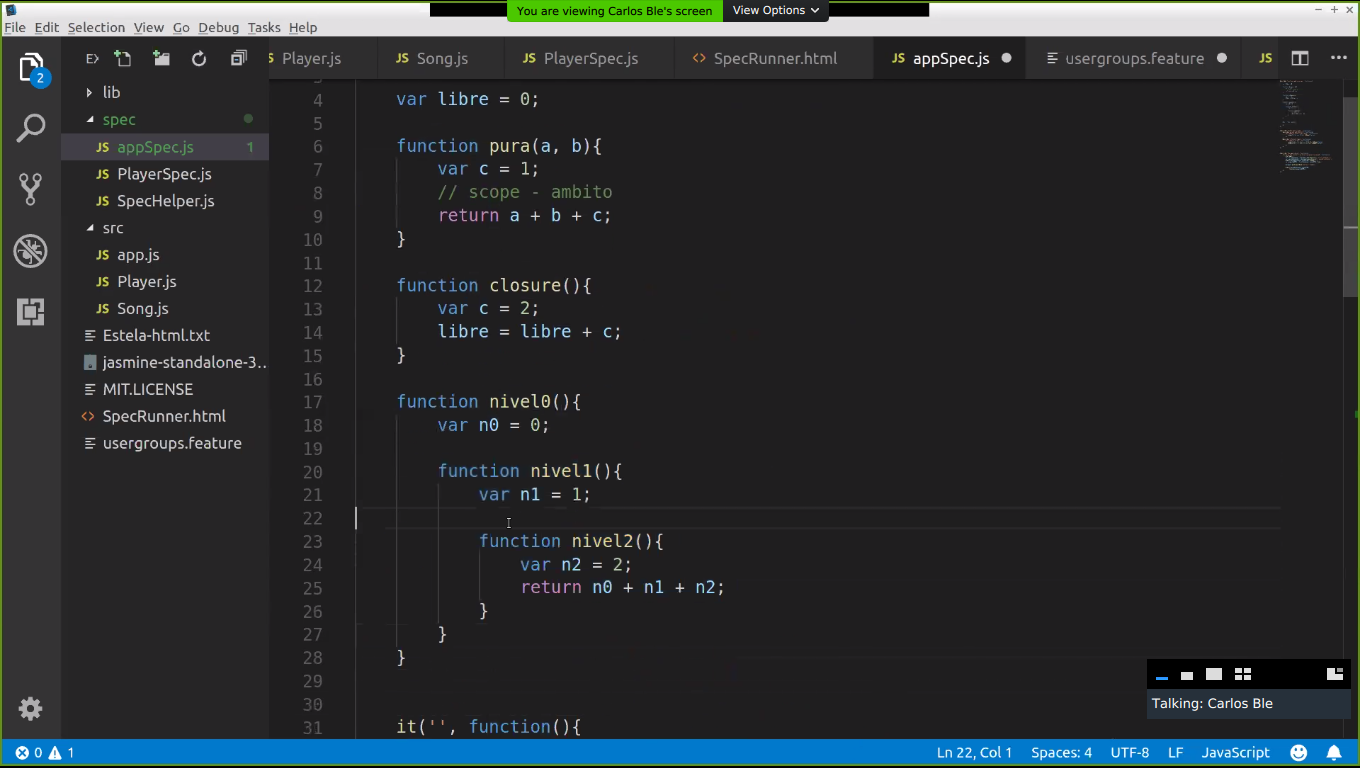 You are viewing Carlos Ble's screen View Options
File Edit Selection View Go Debug Tasks Help
2 EX Player.js JS Song.js JS PlayerSpec.js <> SpecRunner.html JS appSpec.js usergroups.feature JS
lib
spec
JS appSpec.js 1
JS PlayerSpec.js
JS SpecHelper.js
src
JS app.js
JS Player.js
JS Song.js
Estela-html.txt
jasmine-standalone-3...
MIT.LICENSE
<> SpecRunner.html
usergroups.feature
4 var libre = 0;
5
6 function pura(a, b){
7 var c = 1;
8 // scope - ambito
9 return a + b + c;
10 }
11
12 function closure(){
13 var c = 2;
14 libre = libre + c;
15 }
16
17 function nivel0(){
18 var n0 = 0;
19
20 function nivel1(){
21 var n1 = 1;
22
23 function nivel2(){
24 var n2 = 2;
25 return n0 + n1 + n2;
26 }
27 }
28 }
29
30
31 it('', function(){
Talking: Carlos Ble
0 1 Ln 22, Col 1 Spaces: 4 UTF-8 LF JavaScript